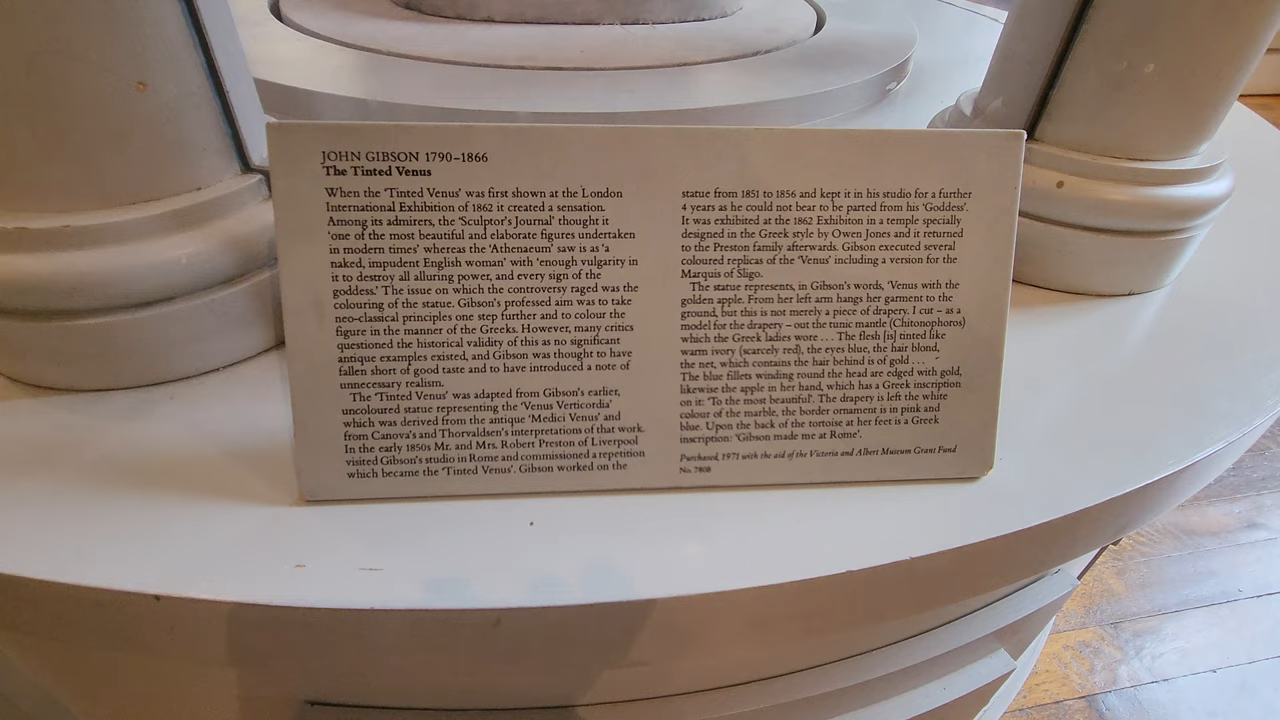 JOHN GIBSON 1790–1866
The Tinted Venus
When the 'Tinted Venus' was first shown at the London
International Exhibition of 1862 it created a sensation.
Among its admirers, the 'Sculptor's Journal' thought it
'one of the most beautiful and elaborate figures undertaken
in modern times' whereas the 'Athenaeum' saw is as 'a
naked, impudent English woman' with 'enough vulgarity in
it to destroy all alluring power, and every sign of the
goddess.' The issue on which the controversy raged was the
colouring of the statue. Gibson's professed aim was to take
neo-classical principles one step further and to colour the
figure in the manner of the Greeks. However, many critics
questioned the historical validity of this as no significant
antique examples existed, and Gibson was thought to have
fallen short of good taste and to have introduced a note of
unnecessary realism.
The 'Tinted Venus' was adapted from Gibson's earlier,
uncoloured statue representing the 'Venus Verticordia'
which was derived from the antique 'Medici Venus' and
from Canova's and Thorvaldsen's interpretations of that work.
In the early 1850s Mr. and Mrs. Robert Preston of Liverpool
visited Gibson's studio in Rome and commissioned a repetition
which became the 'Tinted Venus'. Gibson worked on the
statue from 1851 to 1856 and kept it in his studio for a further
4 years as he could not bear to be parted from his 'Goddess'.
It was exhibited at the 1862 Exhibiton in a temple specially
designed in the Greek style by Owen Jones and it returned
to the Preston family afterwards. Gibson executed several
coloured replicas of the 'Venus' including a version for the
Marquis of Sligo.
The statue represents, in Gibson's words, 'Venus with the
golden apple. From her left arm hangs her garment to the
ground, but this is not merely a piece of drapery. I cut – as a
model for the drapery – out the tunic mantle (Chitonophoros)
which the Greek ladies wore . . . The flesh [is] tinted like
warm ivory (scarcely red), the eyes blue, the hair blond,
the net, which contains the hair behind is of gold . . .
The blue fillets winding round the head are edged with gold,
likewise the apple in her hand, which has a Greek inscription
on it: 'To the most beautiful'. The drapery is left the white
colour of the marble, the border ornament is in pink and
blue. Upon the back of the tortoise at her feet is a Greek
inscription: 'Gibson made me at Rome'.
Purchased, 1971 with the aid of the Victoria and Albert Museum Grant Fund
No. 7808